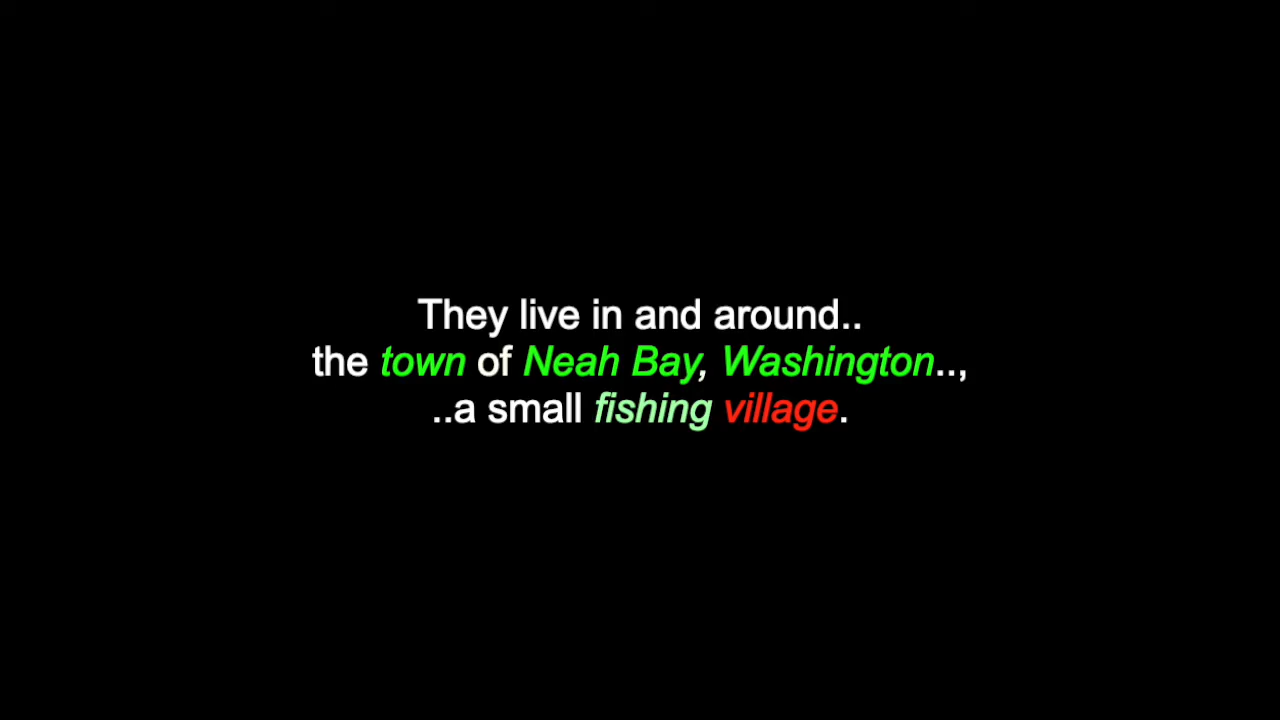 They live in and around..
the town of Neah Bay, Washington..,
..a small fishing village.